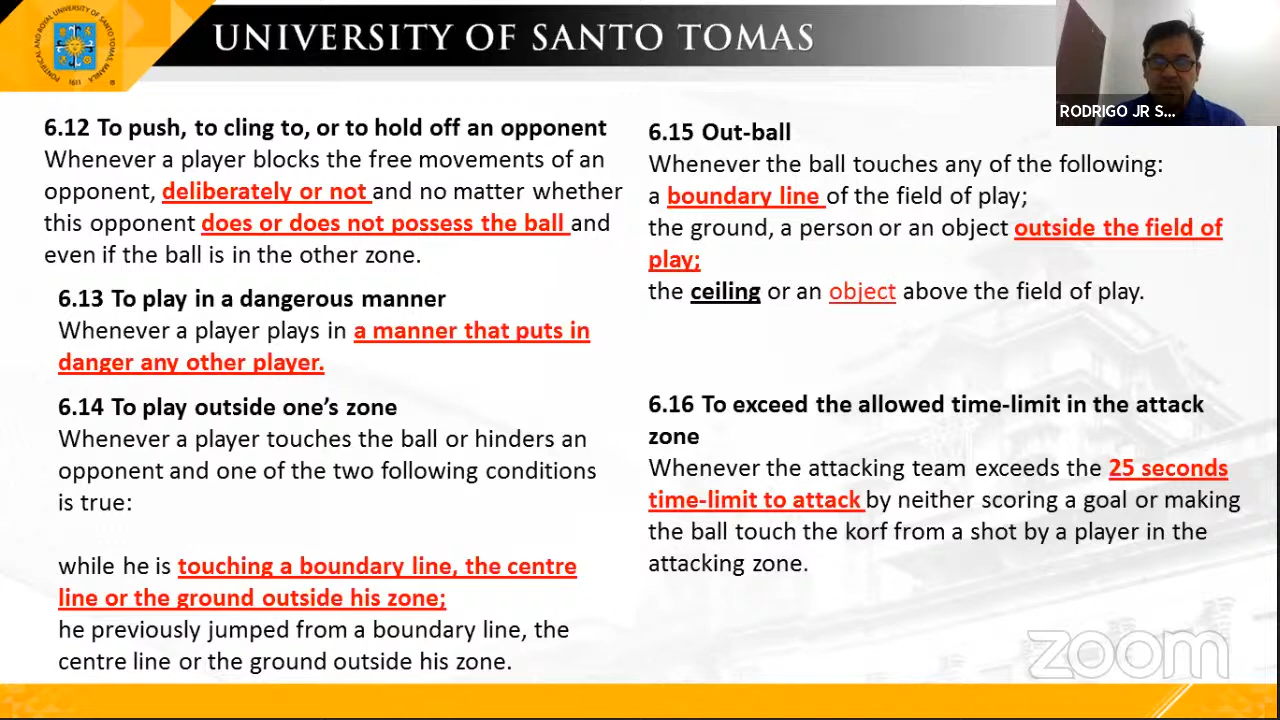 UNIVERSITY OF SANTO TOMAS
PONTIFICAL AND ROYAL UNIVERSITY OF SANTO TOMAS, MANILA
1611
RODRIGO JR S...
6.12 To push, to cling to, or to hold off an opponent
Whenever a player blocks the free movements of an
opponent, deliberately or not and no matter whether
this opponent does or does not possess the ball and
even if the ball is in the other zone.
6.13 To play in a dangerous manner
Whenever a player plays in a manner that puts in
danger any other player.
6.14 To play outside one's zone
Whenever a player touches the ball or hinders an
opponent and one of the two following conditions
is true:
while he is touching a boundary line, the centre
line or the ground outside his zone;
he previously jumped from a boundary line, the
centre line or the ground outside his zone.
6.15 Out-ball
Whenever the ball touches any of the following:
a boundary line of the field of play;
the ground, a person or an object outside the field of
play;
the ceiling or an object above the field of play.
6.16 To exceed the allowed time-limit in the attack
zone
Whenever the attacking team exceeds the 25 seconds
time-limit to attack by neither scoring a goal or making
the ball touch the korf from a shot by a player in the
attacking zone.
zoom